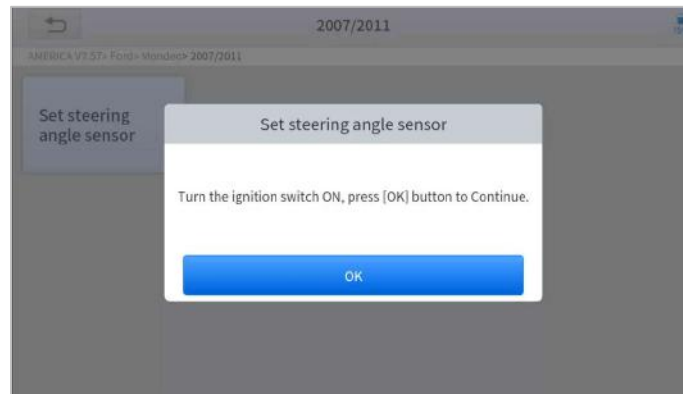 2007/2011
AMERICA V7.57> Ford> Mondeo> 2007/2011
Set steering
angle sensor
Set steering angle sensor
Turn the ignition switch ON, press [OK] button to Continue.
OK